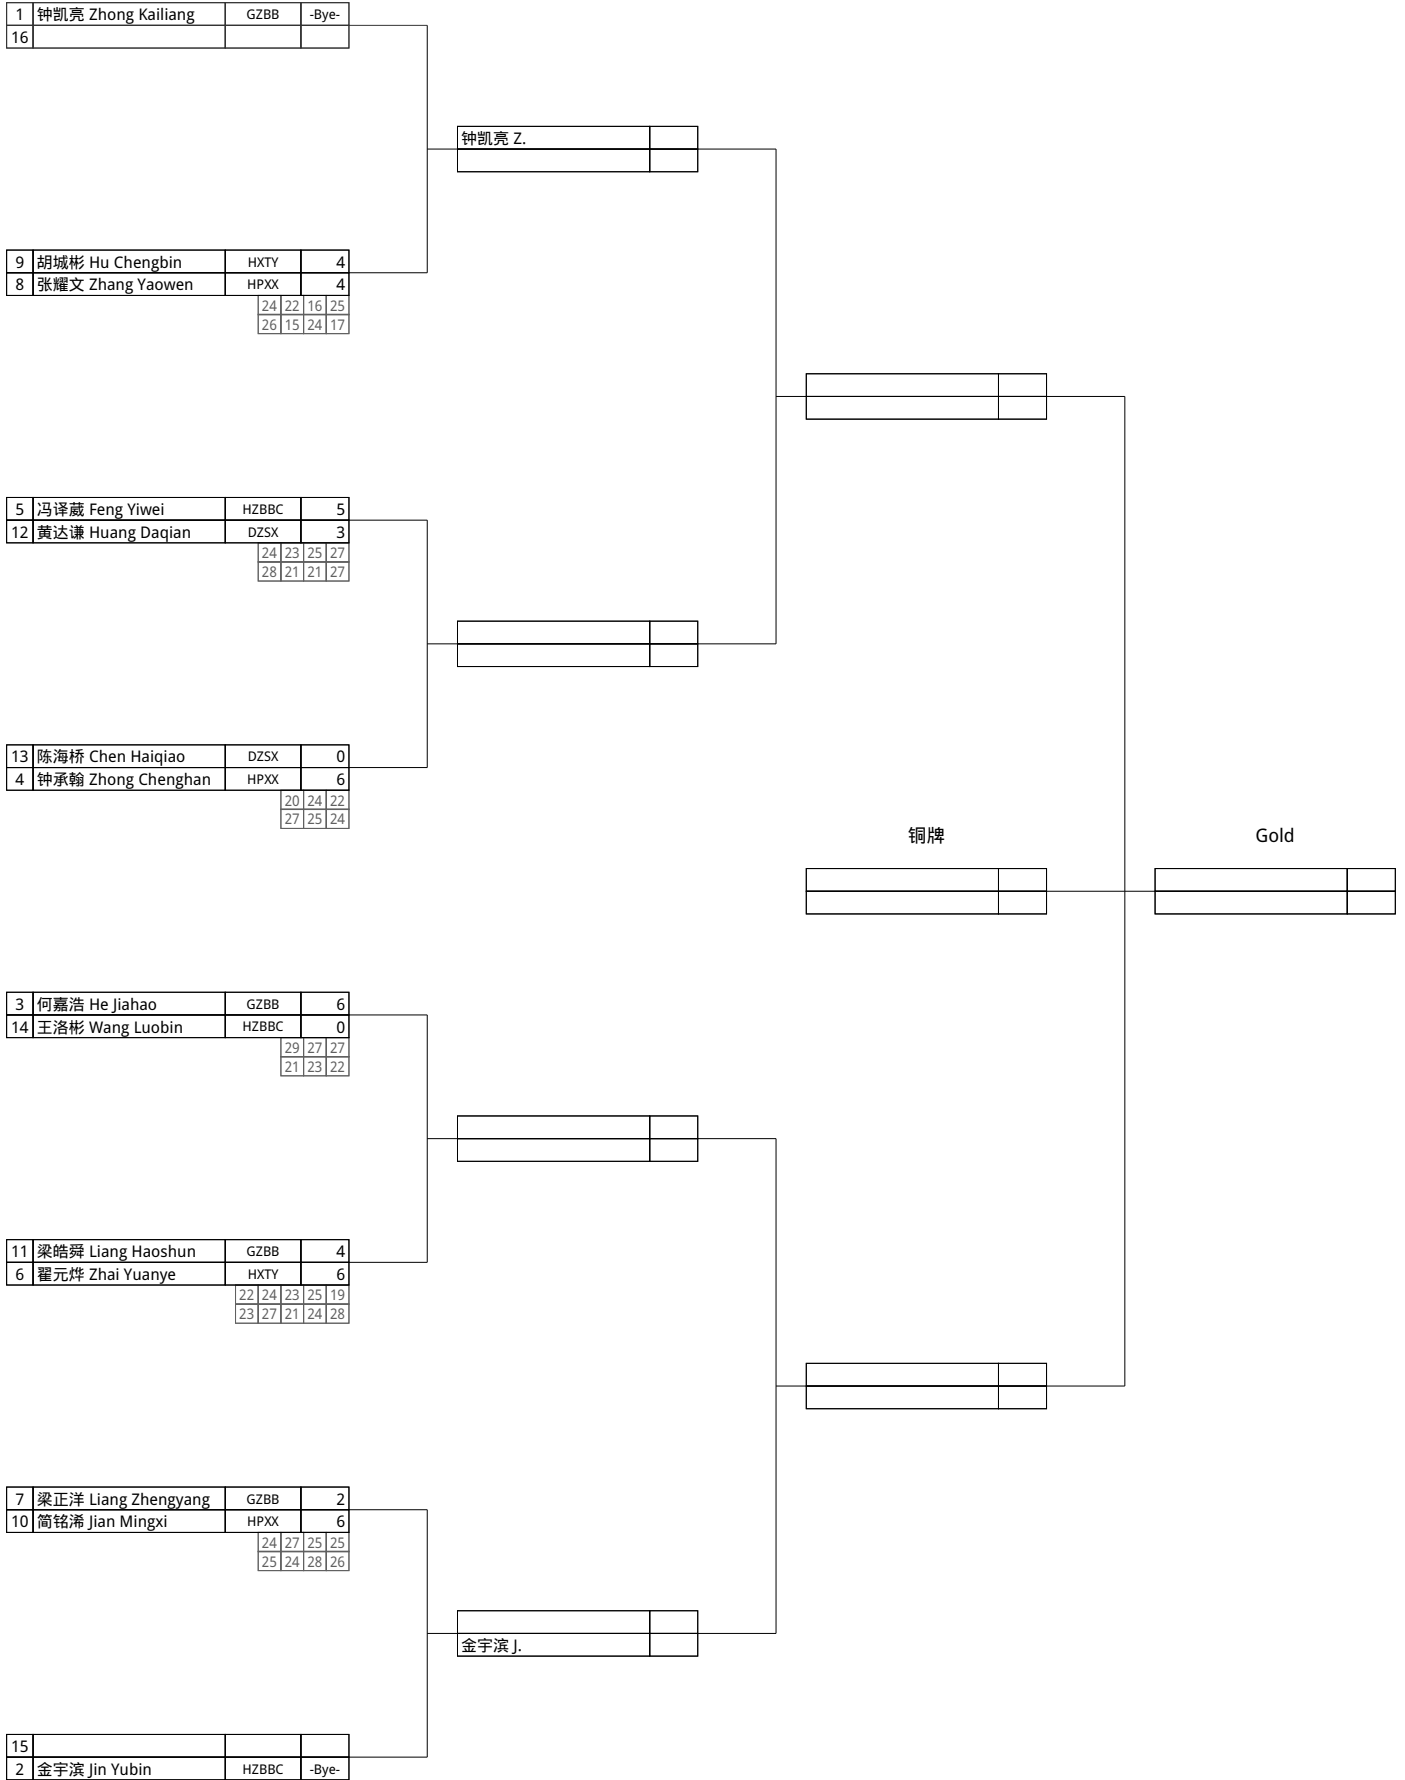 1 钟凯亮 Zhong Kailiang GZBB -Bye-
16
钟凯亮 Z.
9 胡城彬 Hu Chengbin HXTY 4
8 张耀文 Zhang Yaowen HPXX 4
24 22 16 25
26 15 24 17
5 冯译葳 Feng Yiwei HZBBC 5
12 黄达谦 Huang Daqian DZSX 3
24 23 25 27
28 21 21 27
13 陈海桥 Chen Haiqiao DZSX 0
4 钟承翰 Zhong Chenghan HPXX 6
20 24 22
27 25 24
铜牌 Gold
3 何嘉浩 He Jiahao GZBB 6
14 王洛彬 Wang Luobin HZBBC 0
29 27 27
21 23 22
11 梁皓舜 Liang Haoshun GZBB 4
6 翟元烨 Zhai Yuanye HXTY 6
22 24 23 25 19
23 27 21 24 28
7 梁正洋 Liang Zhengyang GZBB 2
10 简铭浠 Jian Mingxi HPXX 6
24 27 25 25
25 24 28 26
金宇滨 J.
15
2 金宇滨 Jin Yubin HZBBC -Bye-